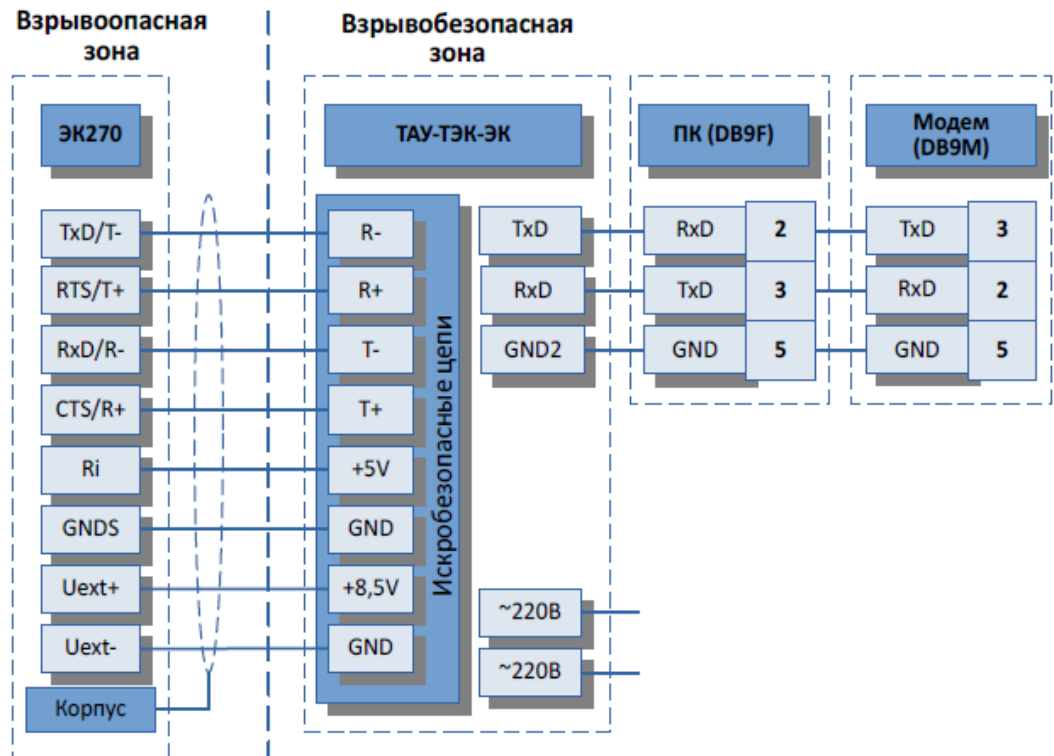 Взрывоопасная
зона
Взрывобезопасная
зона
ЭК270
ТАУ-ТЭК-ЭК
ПК (DB9F)
Модем
(DB9M)
TxD/T-
R-
TxD
RxD
2
TxD
3
RTS/T+
R+
RxD
TxD
3
RxD
2
RxD/R-
T-
GND2
GND
5
GND
5
CTS/R+
T+
Ri
+5V
GNDS
GND
Uext+
+8,5V
~220В
Uext-
GND
~220В
Искробезопасные цепи
Корпус